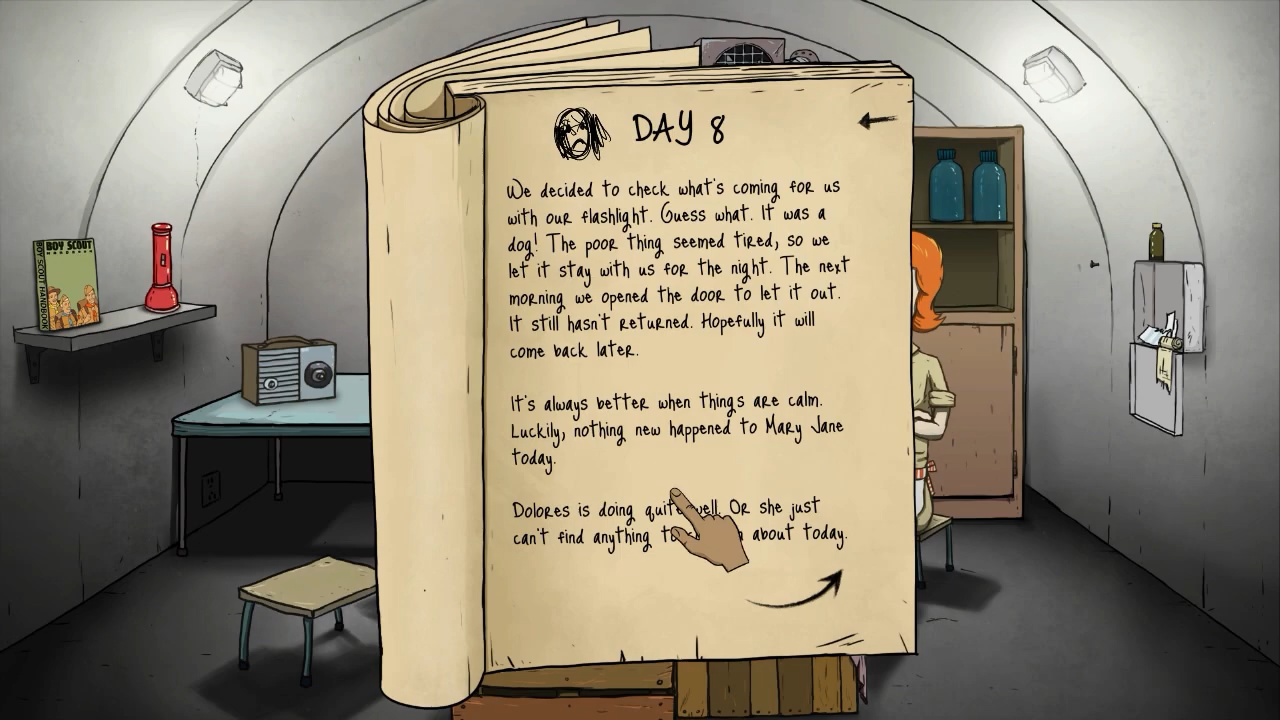 DAY 8
We decided to check what's coming for us
with our flashlight. Guess what. It was a
dog! The poor thing seemed tired, so we
let it stay with us for the night. The next
morning we opened the door to let it out.
It still hasn't returned. Hopefully it will
come back later.
It's always better when things are calm.
Luckily, nothing new happened to Mary Jane
today.
Dolores is doing quite well. Or she just
can't find anything about today.
BOY SCOUT
BOY SCOUT HANDBOOK